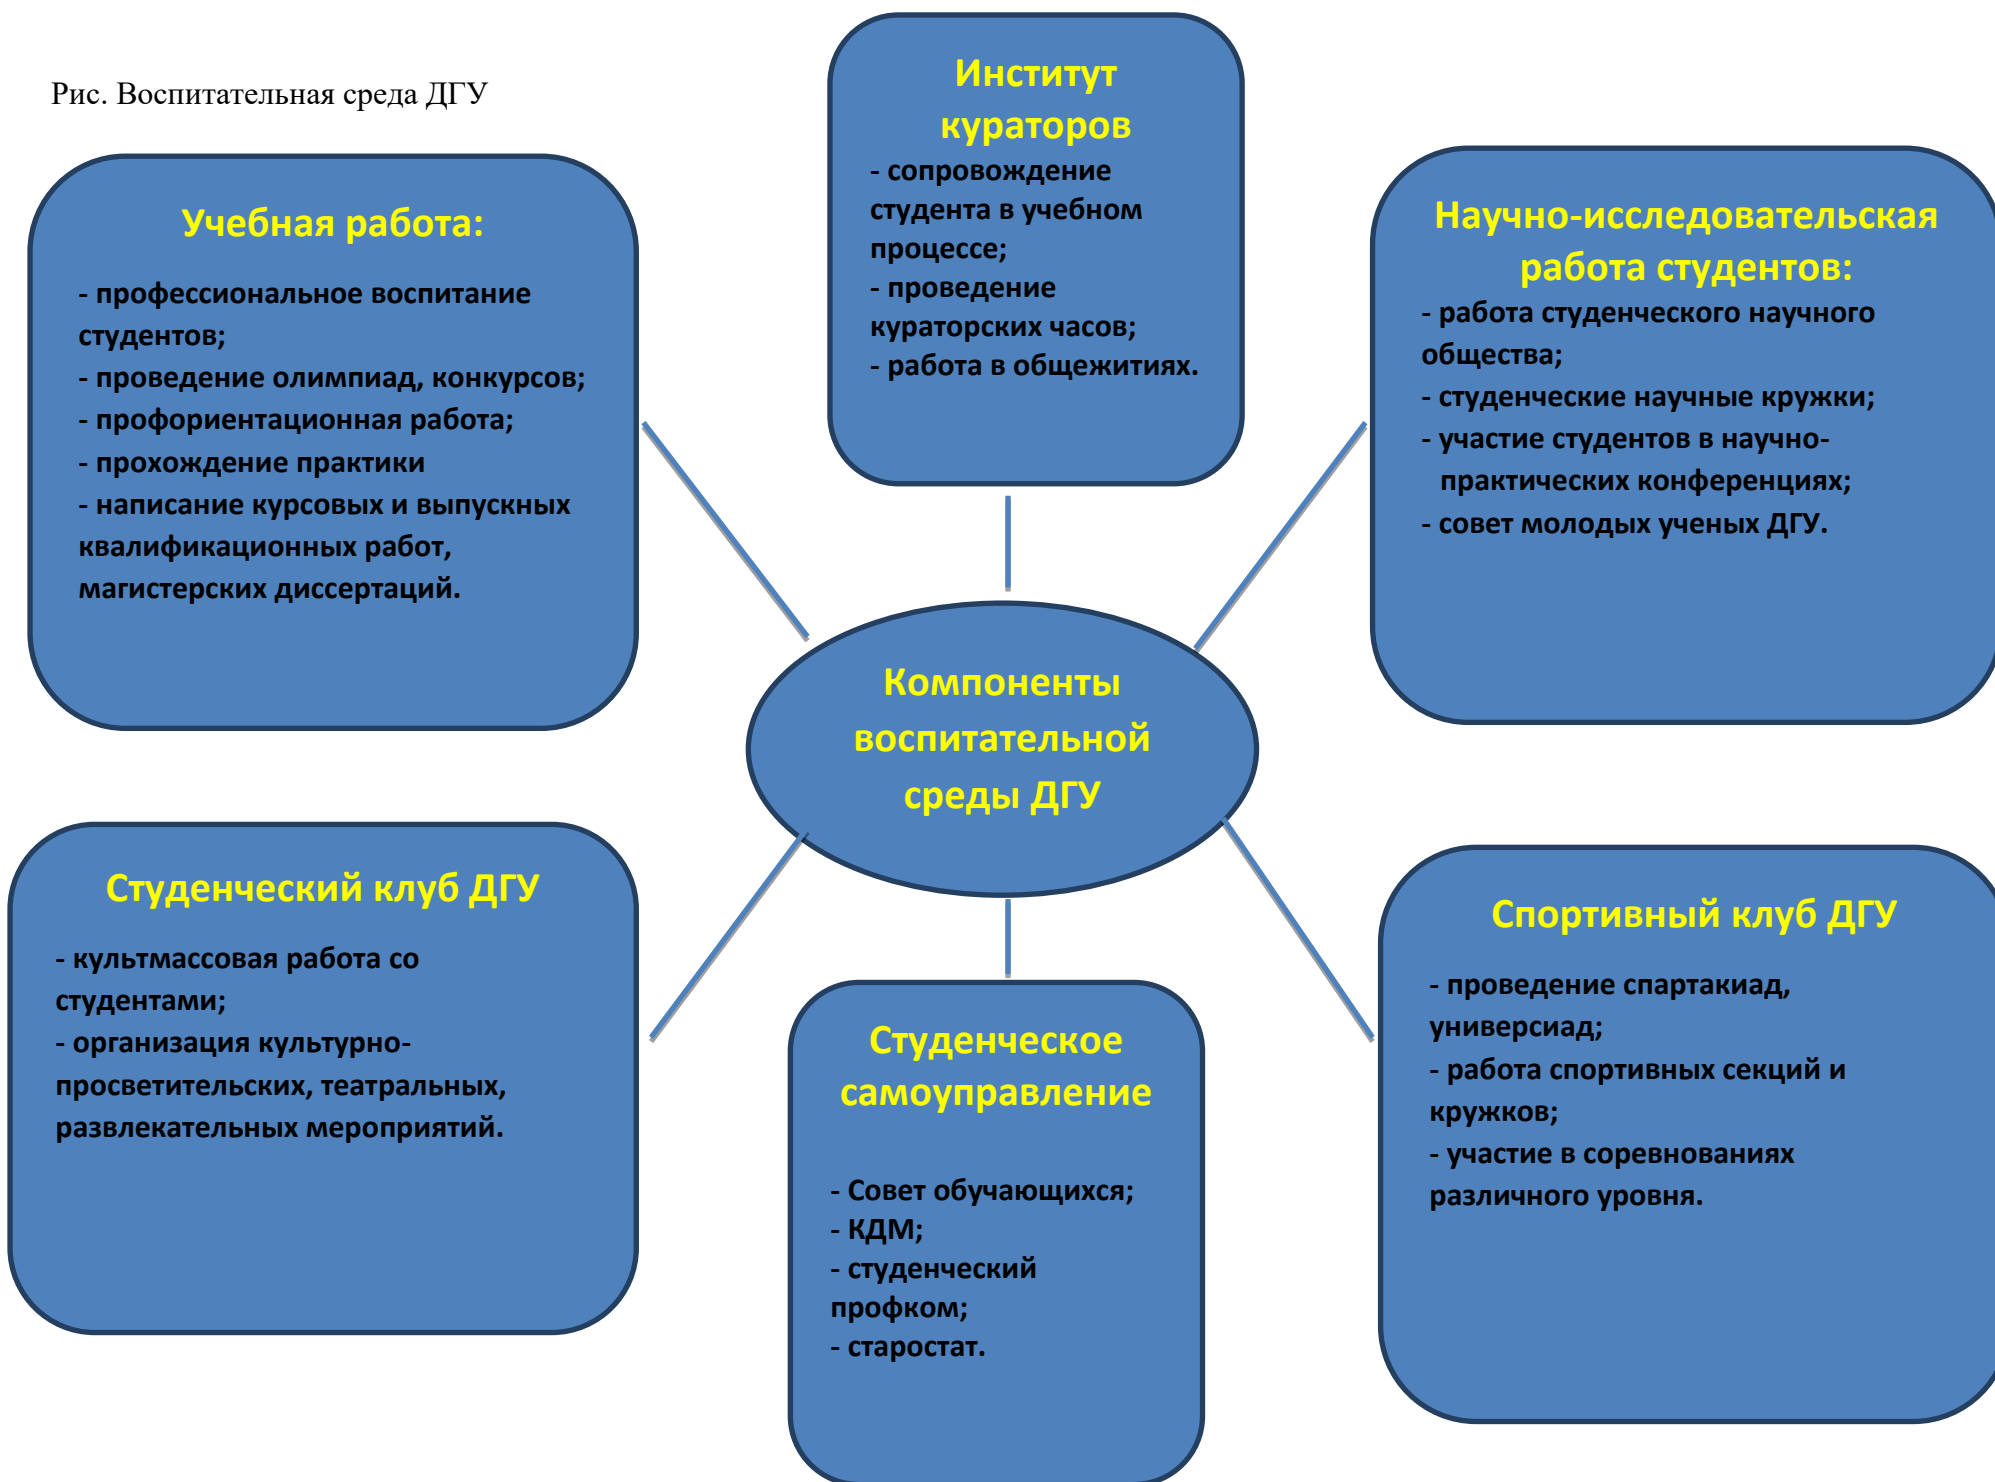 Рис. Воспитательная среда ДГУ
Институт
кураторов
- сопровождение
студента в учебном
процессе;
- проведение
кураторских часов;
- работа в общежитиях.
Учебная работа:
- профессиональное воспитание
студентов;
- проведение олимпиад, конкурсов;
- профориентационная работа;
- прохождение практики
- написание курсовых и выпускных
квалификационных работ,
магистерских диссертаций.
Научно-исследовательская
работа студентов:
- работа студенческого научного
общества;
- студенческие научные кружки;
- участие студентов в научно-
практических конференциях;
- совет молодых ученых ДГУ.
Компоненты
воспитательной
среды ДГУ
Студенческий клуб ДГУ
- культмассовая работа со
студентами;
- организация культурно-
просветительских, театральных,
развлекательных мероприятий.
Студенческое
самоуправление
- Совет обучающихся;
- КДМ;
- студенческий
профком;
- старостат.
Спортивный клуб ДГУ
- проведение спартакиад,
универсиад;
- работа спортивных секций и
кружков;
- участие в соревнованиях
различного уровня.